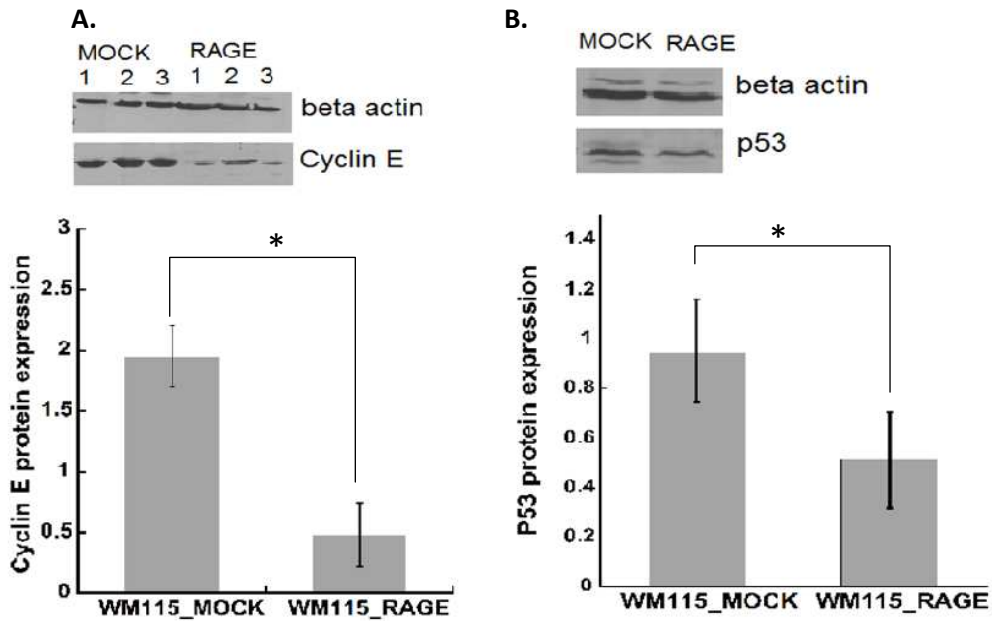 A.
MOCK RAGE
1 2 3 1 2 3
beta actin
Cyclin E
Cyclin E protein expression
3
*
2
1.5
1
0.5
0
WM115_MOCK WM115_RAGE
B.
MOCK RAGE
beta actin
p53
P53 protein expression
1.4
*
1.2
1
0.8
0.6
0.4
0.2
0
WM115_MOCK WM115_RAGE